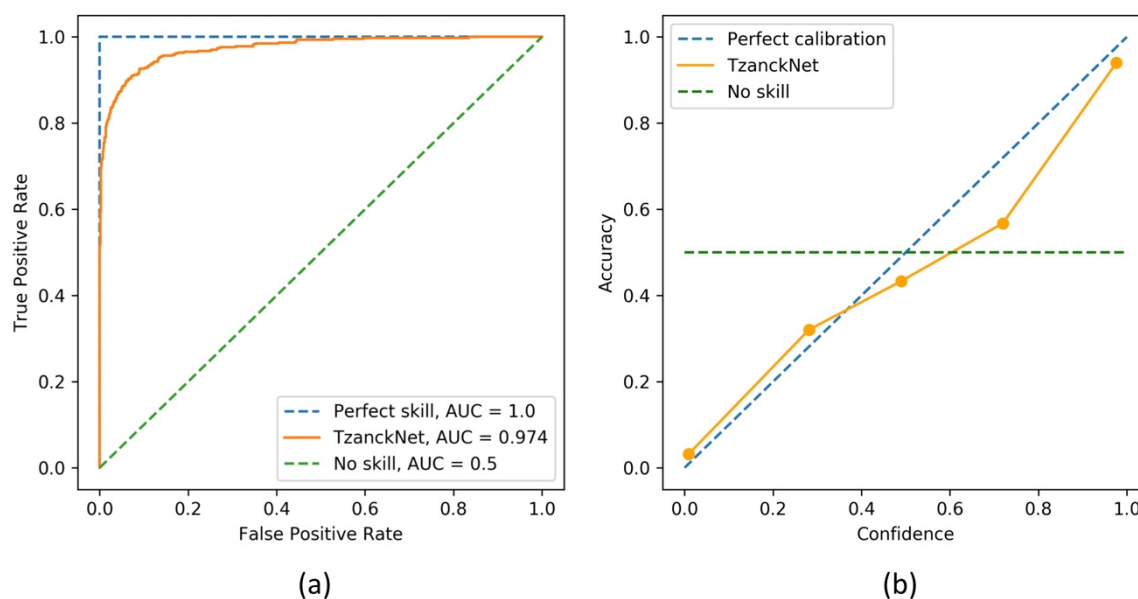 1.0
0.8
0.6
0.4
0.2
0.0
True Positive Rate
Perfect skill, AUC = 1.0
TzanckNet, AUC = 0.974
No skill, AUC = 0.5
0.0 0.2 0.4 0.6 0.8 1.0
False Positive Rate
(a)
Perfect calibration
TzanckNet
No skill
1.0
0.8
0.6
0.4
0.2
0.0
Accuracy
0.0 0.2 0.4 0.6 0.8 1.0
Confidence
(b)